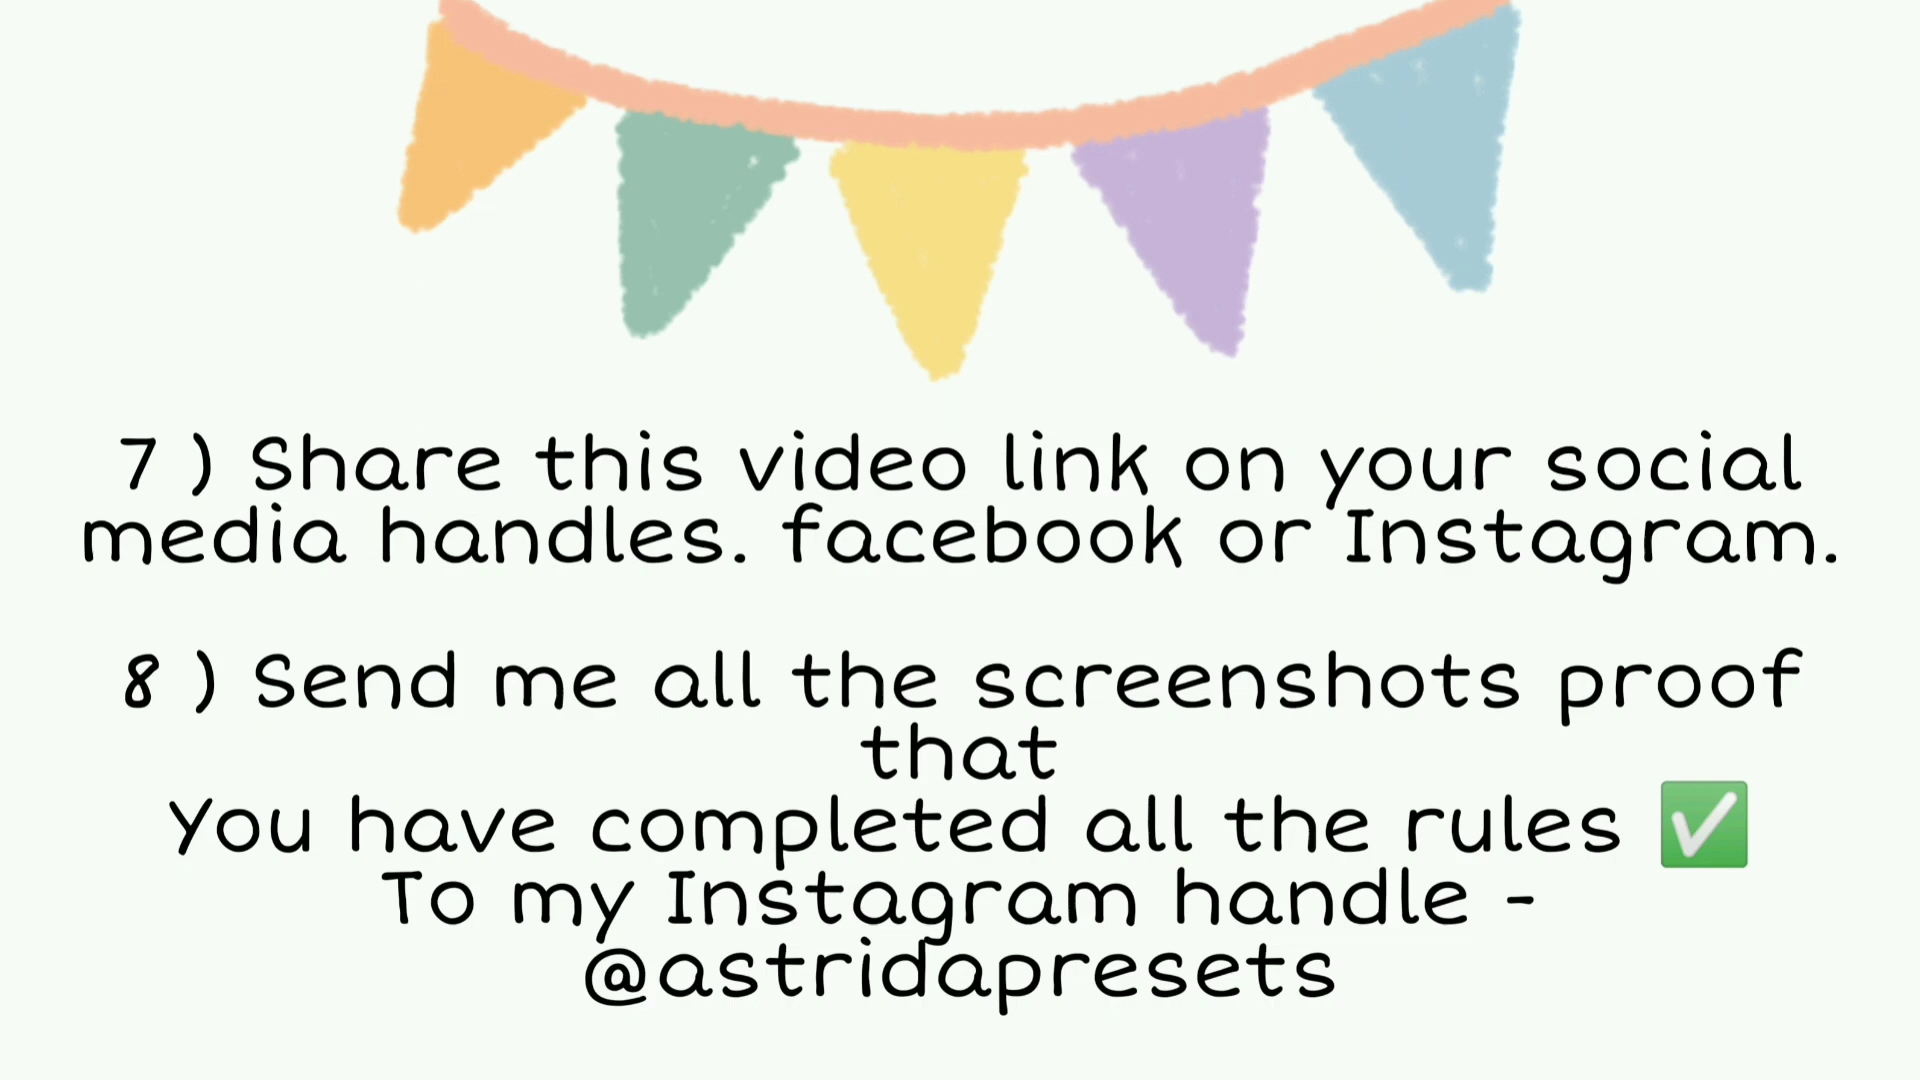 7 ) Share this video link on your social
media handles. facebook or Instagram.
8 ) Send me all the screenshots proof
that
You have completed all the rules ✅
To my Instagram handle -
@astridapresets